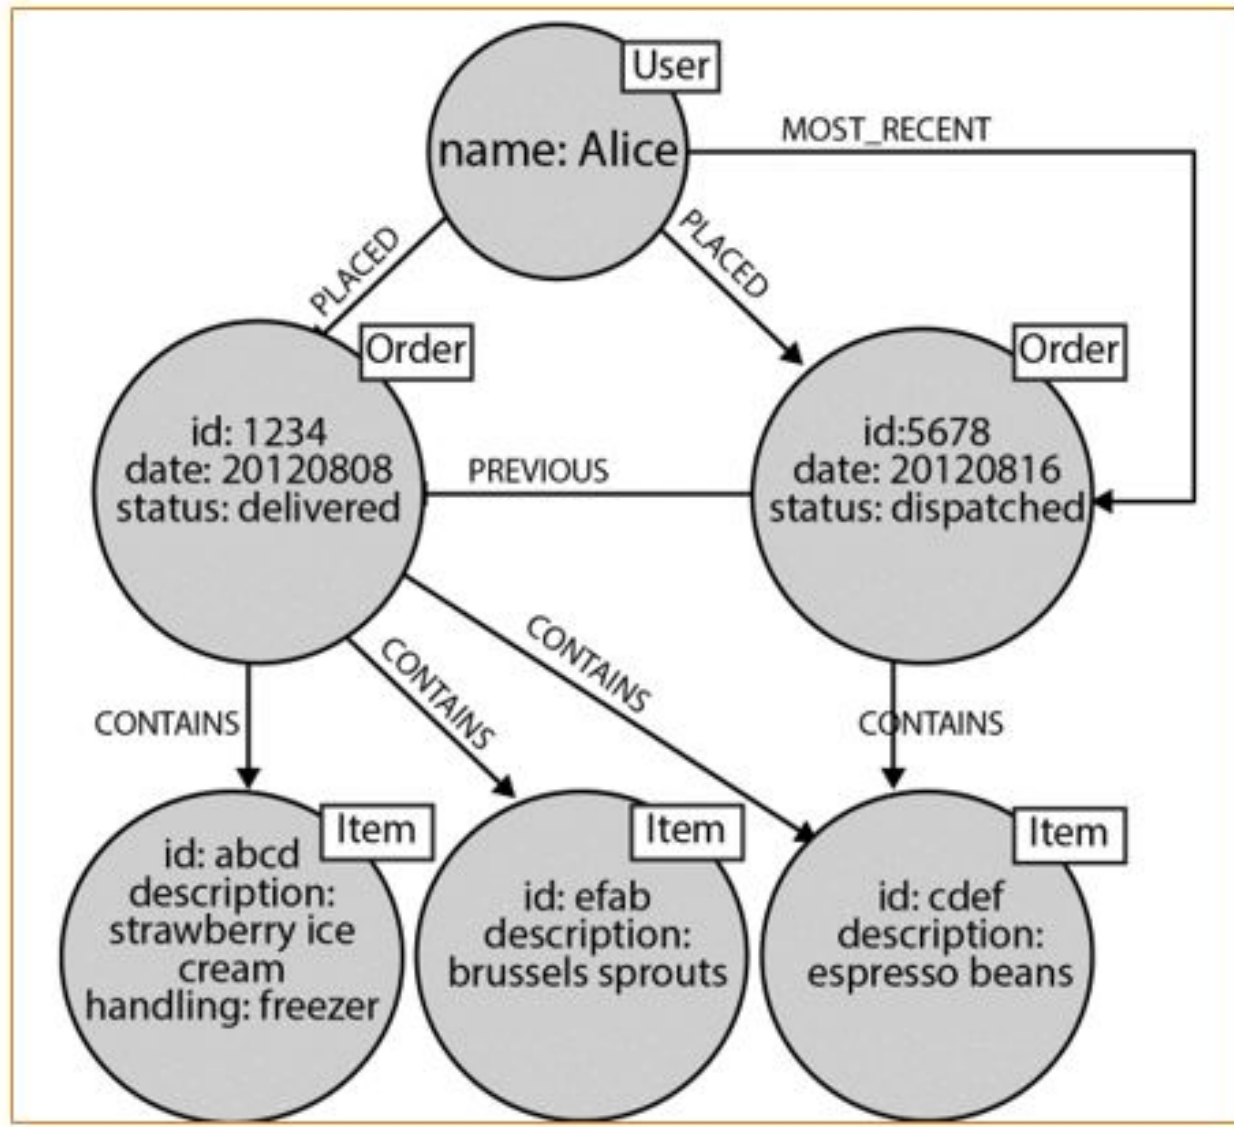 User
name: Alice
MOST_RECENT
PLACED
PLACED
Order
id: 1234
date: 20120808
status: delivered
PREVIOUS
Order
id:5678
date: 20120816
status: dispatched
CONTAINS
CONTAINS
CONTAINS
CONTAINS
Item
id: abcd
description:
strawberry ice
cream
handling: freezer
Item
id: efab
description:
brussels sprouts
Item
id: cdef
description:
espresso beans